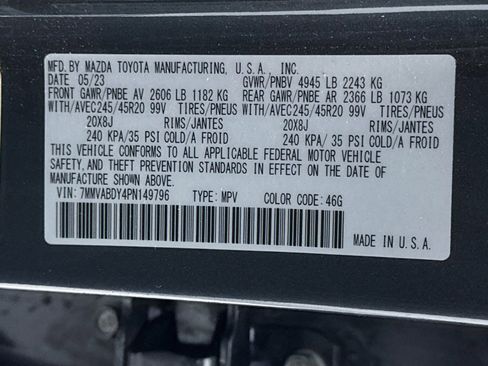 MFD. BY MAZDA TOYOTA MANUFACTURING, U.S.A., INC.
DATE 05/23 GVWR/PNBV 4945 LB 2243 KG
FRONT GAWR/PNBE AV 2606 LB 1182 KG REAR GAWR/PNBE AR 2366 LB 1073 KG
WITH/AVEC245/45R20 99V TIRES/PNEUS WITH/AVEC245/45R20 99V TIRES/PNEUS
20X8J RIMS/JANTES 20X8J RIMS/JANTES
240 KPA/35 PSI COLD/A FROID 240 KPA/35 PSI COLD/A FROID
THIS VEHICLE CONFORMS TO ALL APPLICABLE FEDERAL MOTOR VEHICLE
SAFETY, AND THEFT PREVENTION STANDARDS IN EFFECT ON THE DATE OF
MANUFACTURE SHOWN ABOVE.
VIN: 7MMVABDY4PN149796 TYPE: MPV COLOR CODE: 46G
MADE IN U.S.A.